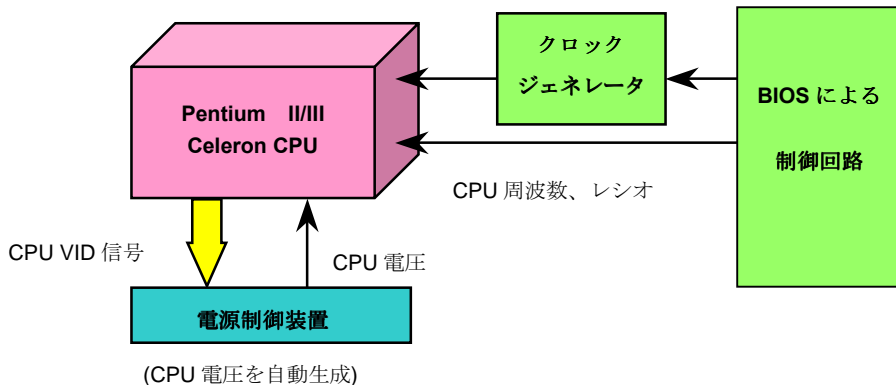 クロック
ジェネレータ
BIOS による
制御回路
Pentium II/III
Celeron CPU
CPU 周波数、レシオ
CPU VID 信号
CPU 電圧
電源制御装置
(CPU 電圧を自動生成)